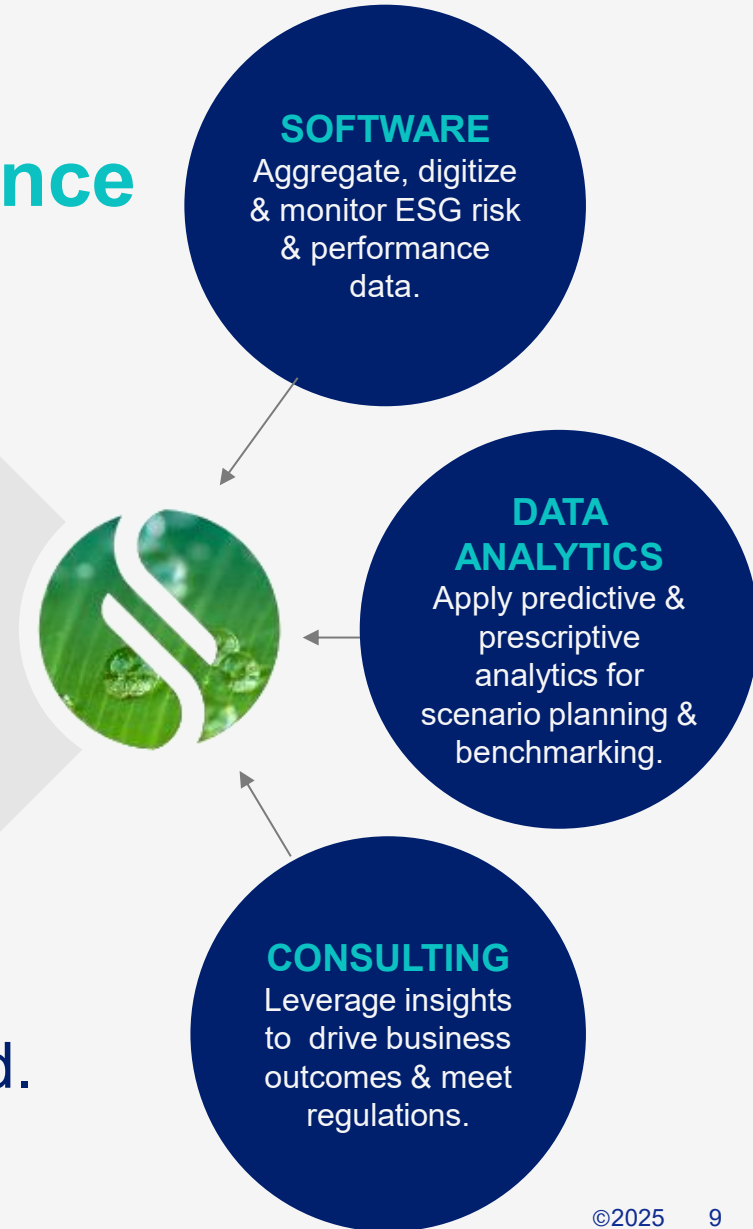 nce
SOFTWARE
Aggregate, digitize
& monitor ESG risk
& performance
data.
DATA
ANALYTICS
Apply predictive &
prescriptive
analytics for
scenario planning &
benchmarking.
CONSULTING
Leverage insights
to  drive business
outcomes & meet
regulations.
d.
©2025 9